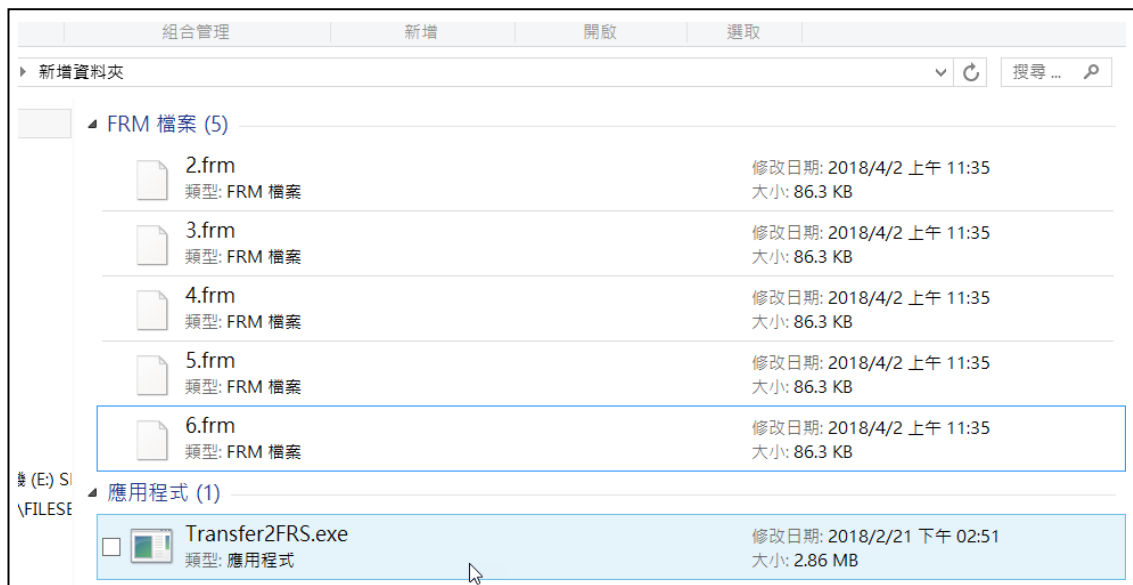 組合管理 新增 開啟 選取
新增資料夾 搜尋 ...
FRM 檔案 (5)
2.frm 修改日期: 2018/4/2 上午 11:35
類型: FRM 檔案 大小: 86.3 KB
3.frm 修改日期: 2018/4/2 上午 11:35
類型: FRM 檔案 大小: 86.3 KB
4.frm 修改日期: 2018/4/2 上午 11:35
類型: FRM 檔案 大小: 86.3 KB
5.frm 修改日期: 2018/4/2 上午 11:35
類型: FRM 檔案 大小: 86.3 KB
6.frm 修改日期: 2018/4/2 上午 11:35
類型: FRM 檔案 大小: 86.3 KB
(E:) S
應用程式 (1)
\FILESE
Transfer2FRS.exe 修改日期: 2018/2/21 下午 02:51
類型: 應用程式 大小: 2.86 MB